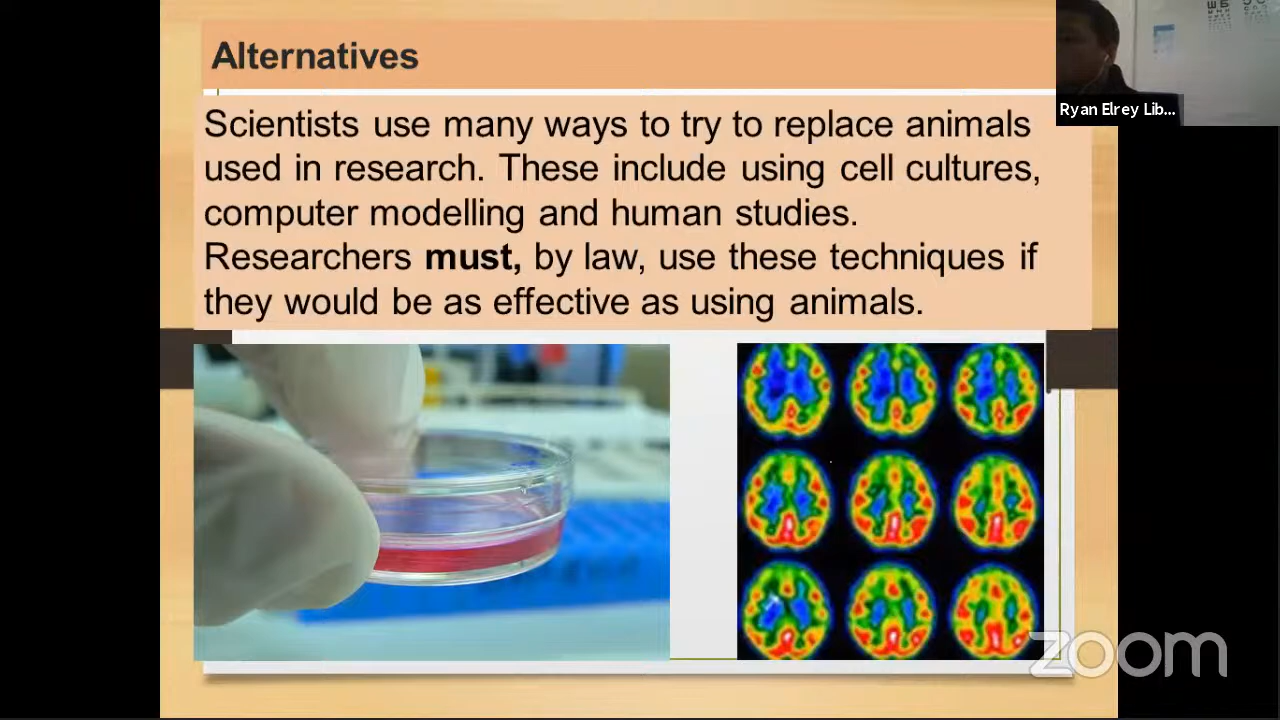 Alternatives
Scientists use many ways to try to replace animals
used in research. These include using cell cultures,
computer modelling and human studies.
Researchers must, by law, use these techniques if
they would be as effective as using animals.
Ryan Elrey Lib...
zoom